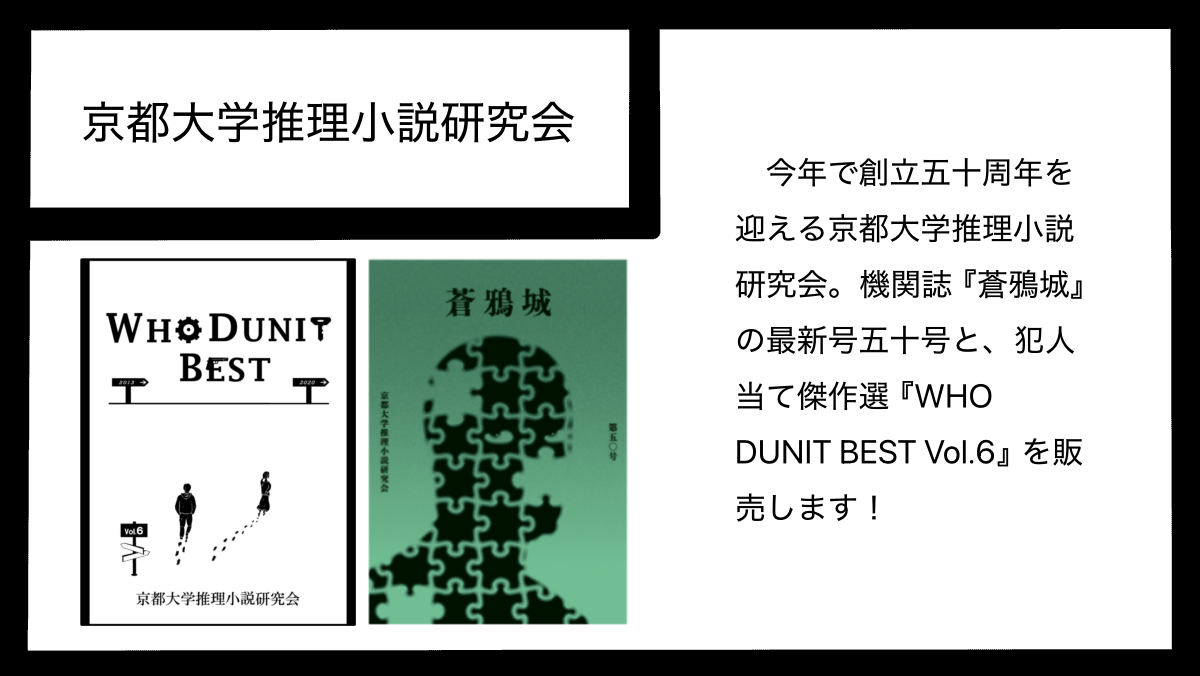 京都大学推理小説研究会
WHO DUNIT
BEST
2013
2020
Vol.6
京都大学推理小説研究会
蒼鴉城
京都大学推理小説研究会
第五〇号
今年で創立五十周年を
迎える京都大学推理小説
研究会。機関誌『蒼鴉城』
の最新号五十号と、犯人
当て傑作選『WHO
DUNIT BEST Vol.6』を販
売します！